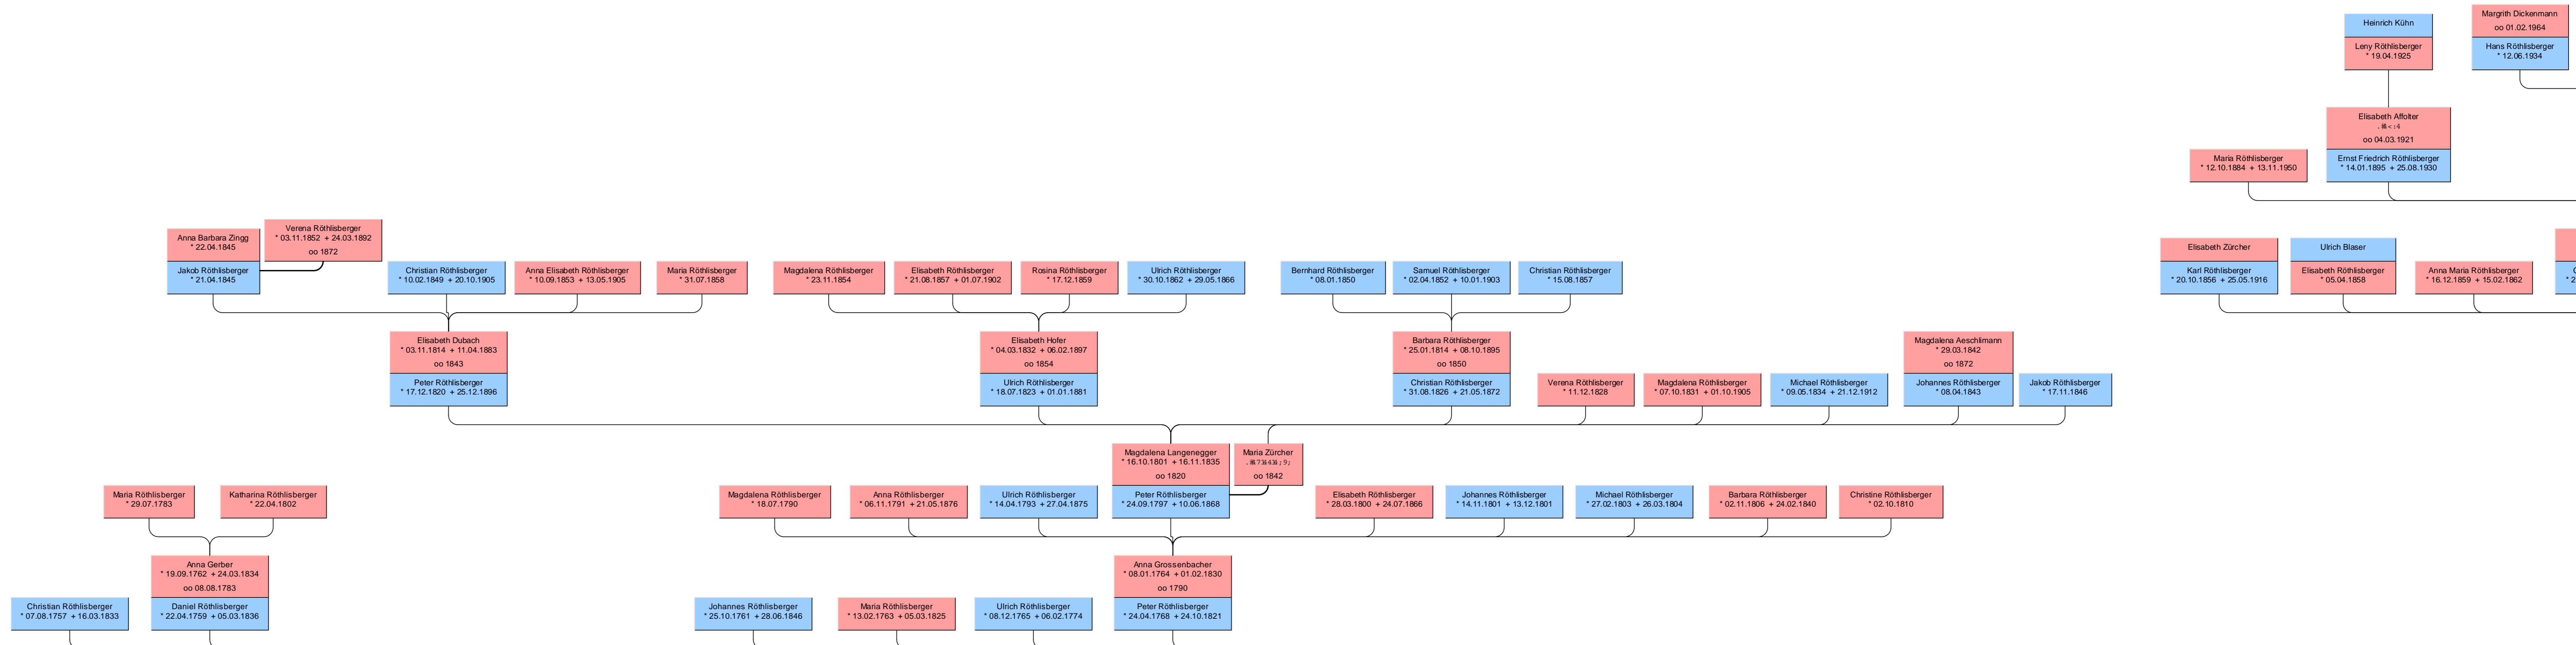 Heinrich Kühn
Leny Röthlisberger
* 19.04.1925
Margrith Dickenmann
oo 01.02.1964
Hans Röthlisberger
* 12.06.1934
Elisabeth Affolter
oo 04.03.1921
Ernst Friedrich Röthlisberger
* 14.01.1895 + 25.08.1930
Maria Röthlisberger
* 12.10.1884 + 13.11.1950
Anna Barbara Zingg
* 22.04.1845
Jakob Röthlisberger
* 21.04.1845
Verena Röthlisberger
* 03.11.1852 + 24.03.1892
oo 1872
Christian Röthlisberger
* 10.02.1849 + 20.10.1905
Anna Elisabeth Röthlisberger
* 10.09.1853 + 13.05.1905
Maria Röthlisberger
* 31.07.1858
Magdalena Röthlisberger
* 23.11.1854
Elisabeth Röthlisberger
* 21.08.1857 + 01.07.1902
Rosina Röthlisberger
* 17.12.1859
Ulrich Röthlisberger
* 30.10.1862 + 29.05.1866
Bernhard Röthlisberger
* 08.01.1850
Samuel Röthlisberger
* 02.04.1852 + 10.01.1903
Christian Röthlisberger
* 15.08.1857
Elisabeth Zürcher
Karl Röthlisberger
* 20.10.1856 + 25.05.1916
Ulrich Blaser
Elisabeth Röthlisberger
* 05.04.1858
Anna Maria Röthlisberger
* 16.12.1859 + 15.02.1862
Elisabeth Dubach
* 03.11.1814 + 11.04.1883
oo 1843
Peter Röthlisberger
* 17.12.1820 + 25.12.1896
Elisabeth Hofer
* 04.03.1832 + 06.02.1897
oo 1854
Ulrich Röthlisberger
* 18.07.1823 + 01.01.1881
Barbara Röthlisberger
* 25.01.1814 + 08.10.1895
oo 1850
Christian Röthlisberger
* 31.08.1826 + 21.05.1872
Verena Röthlisberger
* 11.12.1828
Magdalena Röthlisberger
* 07.10.1831 + 01.10.1905
Michael Röthlisberger
* 09.05.1834 + 21.12.1912
Magdalena Aeschlimann
* 29.03.1842
oo 1872
Johannes Röthlisberger
* 08.04.1843
Jakob Röthlisberger
* 17.11.1846
Magdalena Langenegger
* 16.10.1801 + 16.11.1835
oo 1820
Peter Röthlisberger
* 24.09.1797 + 10.06.1868
Maria Zürcher
oo 1842
Maria Röthlisberger
* 29.07.1783
Katharina Röthlisberger
* 22.04.1802
Magdalena Röthlisberger
* 18.07.1790
Anna Röthlisberger
* 06.11.1791 + 21.05.1876
Ulrich Röthlisberger
* 14.04.1793 + 27.04.1875
Elisabeth Röthlisberger
* 28.03.1800 + 24.07.1866
Johannes Röthlisberger
* 14.11.1801 + 13.12.1801
Michael Röthlisberger
* 27.02.1803 + 26.03.1804
Barbara Röthlisberger
* 02.11.1806 + 24.02.1840
Christine Röthlisberger
* 02.10.1810
Anna Gerber
* 19.09.1762 + 24.03.1834
oo 08.08.1783
Daniel Röthlisberger
* 22.04.1759 + 05.03.1836
Anna Grossenbacher
* 08.01.1764 + 01.02.1830
oo 1790
Peter Röthlisberger
* 24.04.1768 + 24.10.1821
Christian Röthlisberger
* 07.08.1757 + 16.03.1833
Johannes Röthlisberger
* 25.10.1761 + 28.06.1846
Maria Röthlisberger
* 13.02.1763 + 05.03.1825
Ulrich Röthlisberger
* 08.12.1765 + 06.02.1774